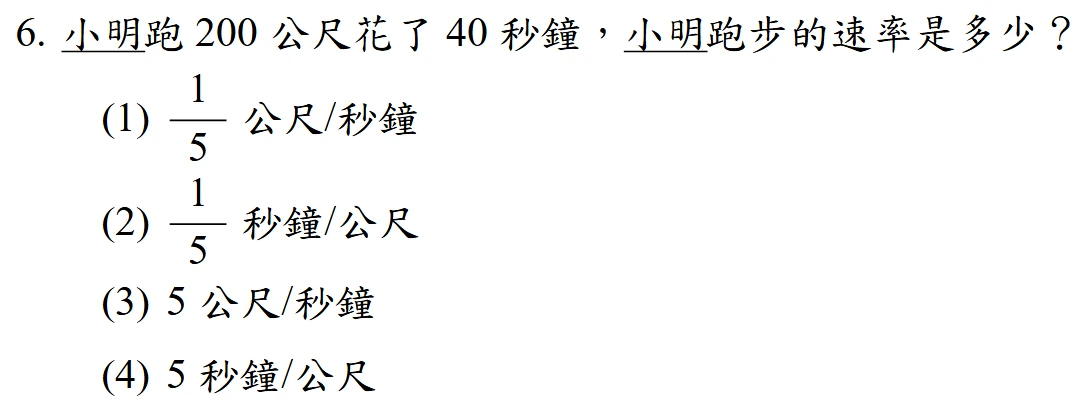 6. 小明跑 200 公尺花了 40 秒鐘，小明跑步的速率是多少？
(1) 1/5 公尺/秒鐘
(2) 1/5 秒鐘/公尺
(3) 5 公尺/秒鐘
(4) 5 秒鐘/公尺